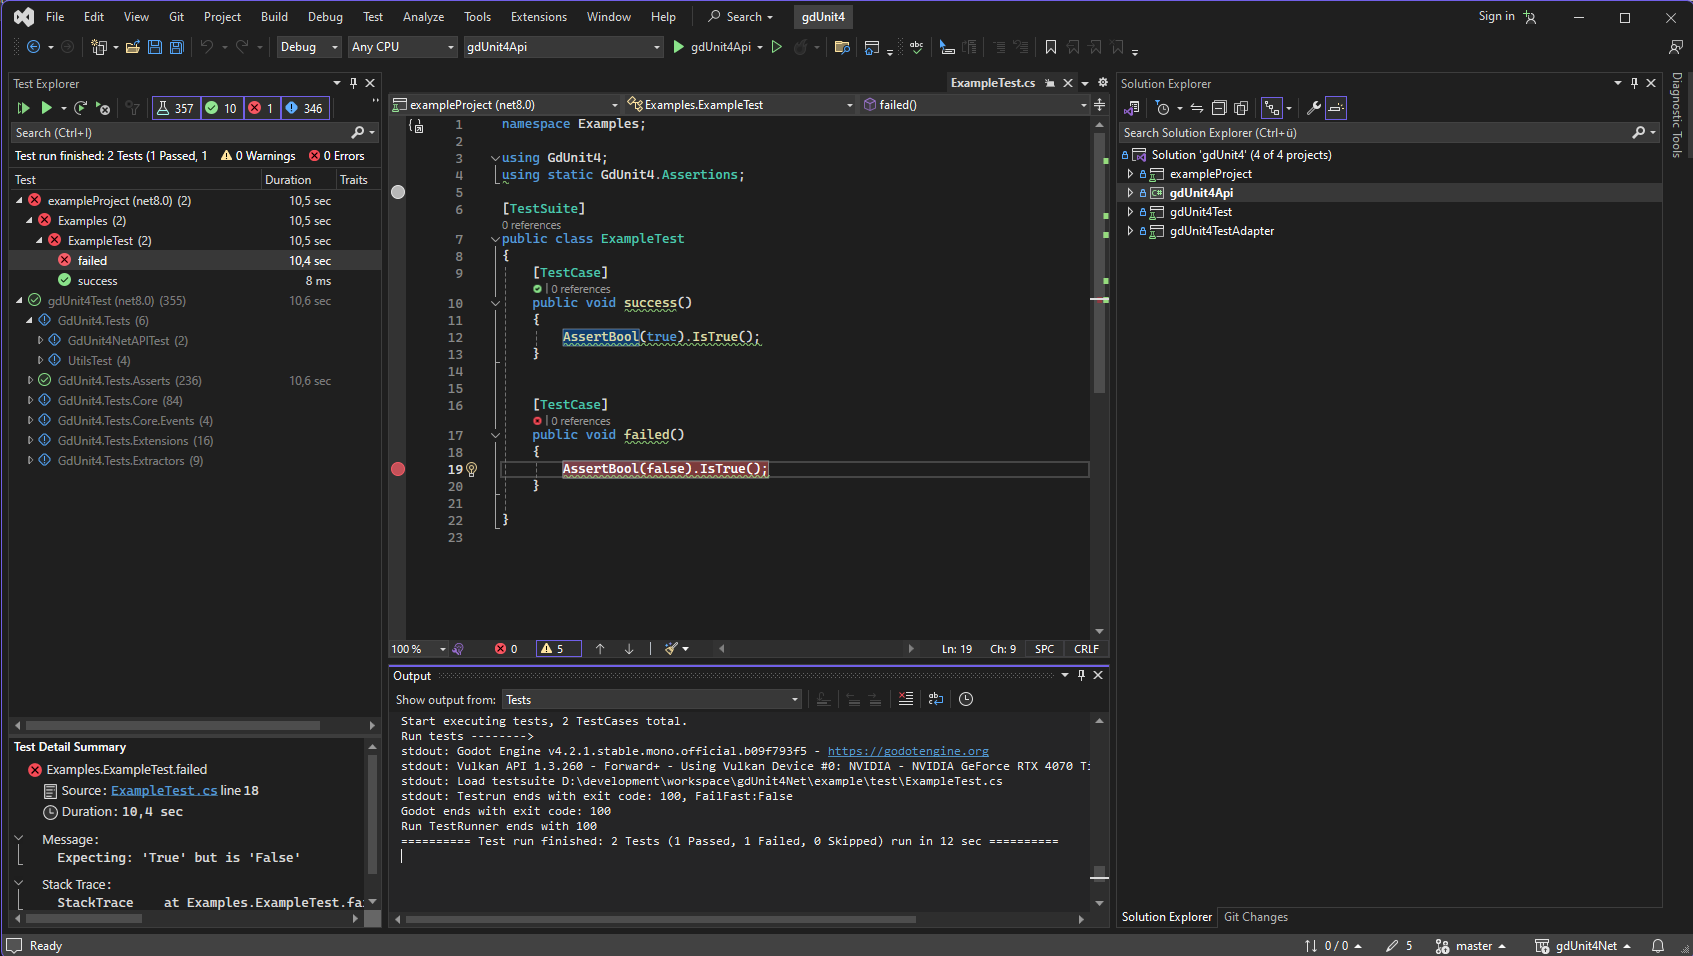 File Edit View Git Project Build Debug Test Analyze Tools Extensions Window Help Search gdUnit4 Sign in
Debug Any CPU gdUnit4Api gdUnit4Api
Test Explorer
357 10 1 346
Search (Ctrl+I)
Test run finished: 2 Tests (1 Passed, 1 0 Warnings 0 Errors
Test Duration Traits
exampleProject (net8.0) (2) 10,5 sec
Examples (2) 10,5 sec
ExampleTest (2) 10,5 sec
failed 10,4 sec
success 8 ms
gdUnit4Test (net8.0) (355) 10,6 sec
GdUnit4.Tests (6)
GdUnit4NetAPITest (2)
UtilsTest (4)
GdUnit4.Tests.Asserts (236) 10,6 sec
GdUnit4.Tests.Core (84)
GdUnit4.Tests.Core.Events (4)
GdUnit4.Tests.Extensions (16)
GdUnit4.Tests.Extractors (9)
Test Detail Summary
Examples.ExampleTest.failed
Source: ExampleTest.cs line 18
Duration: 10,4 sec
Message:
Expecting: 'True' but is 'False'
Stack Trace:
StackTrace at Examples.ExampleTest.fa
ExampleTest.cs
exampleProject (net8.0) Examples.ExampleTest failed()
1 namespace Examples;
2
3 using GdUnit4;
4 using static GdUnit4.Assertions;
5
6 [TestSuite]
0 references
7 public class ExampleTest
8 {
9 [TestCase]
0 references
10 public void success()
11 {
12 AssertBool(true).IsTrue();
13 }
14
15
16 [TestCase]
0 references
17 public void failed()
18 {
19 AssertBool(false).IsTrue();
20 }
21
22 }
23
100 % 0 5 Ln: 19 Ch: 9 SPC CRLF
Output
Show output from: Tests
Start executing tests, 2 TestCases total.
Run tests -------->
stdout: Godot Engine v4.2.1.stable.mono.official.b09f793f5 - https://godotengine.org
stdout: Vulkan API 1.3.260 - Forward+ - Using Vulkan Device #0: NVIDIA - NVIDIA GeForce RTX 4070 Ti
stdout: Load testsuite D:\development\workspace\gdUnit4Net\example\test\ExampleTest.cs
stdout: Testrun ends with exit code: 100, FailFast:False
Godot ends with exit code: 100
Run TestRunner ends with 100
========== Test run finished: 2 Tests (1 Passed, 1 Failed, 0 Skipped) run in 12 sec ==========
Solution Explorer
Search Solution Explorer (Ctrl+ü)
Solution 'gdUnit4' (4 of 4 projects)
exampleProject
gdUnit4Api
gdUnit4Test
gdUnit4TestAdapter
Solution Explorer Git Changes
Diagnostic Tools
Ready 0 / 0 5 master gdUnit4Net